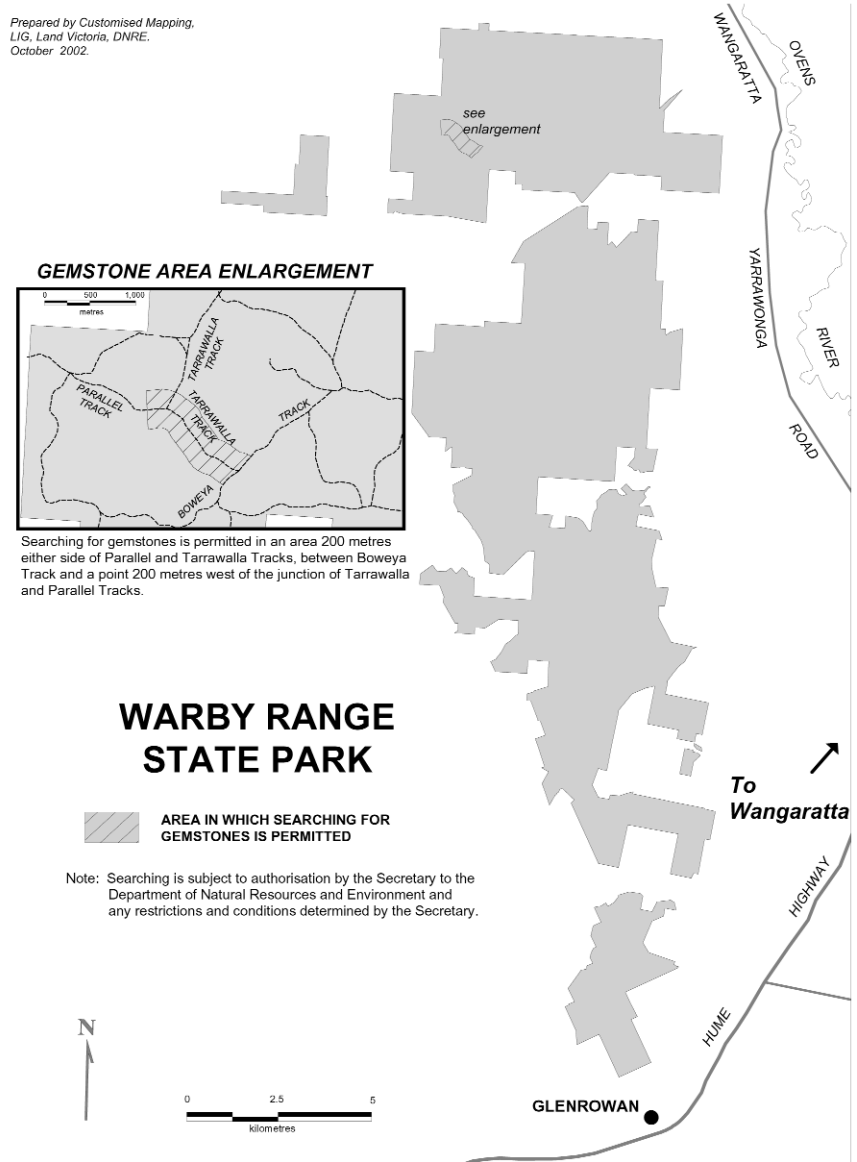 Prepared by Customised Mapping,
LIG, Land Victoria, DNRE.
October 2002.
see
enlargement
WANGARATTA
OVENS
YARRAWONGA
RIVER
ROAD
GEMSTONE AREA ENLARGEMENT
0 500 1,000
metres
TARRAWALLA
TRACK
PARALLEL
TRACK
TARRAWALLA
TRACK
TRACK
BOWEYA
Searching for gemstones is permitted in an area 200 metres
either side of Parallel and Tarrawalla Tracks, between Boweya
Track and a point 200 metres west of the junction of Tarrawalla
and Parallel Tracks.
WARBY RANGE
STATE PARK
AREA IN WHICH SEARCHING FOR
GEMSTONES IS PERMITTED
Note: Searching is subject to authorisation by the Secretary to the
Department of Natural Resources and Environment and
any restrictions and conditions determined by the Secretary.
To
Wangaratta
HIGHWAY
HUME
N
0 2.5 5
kilometres
GLENROWAN